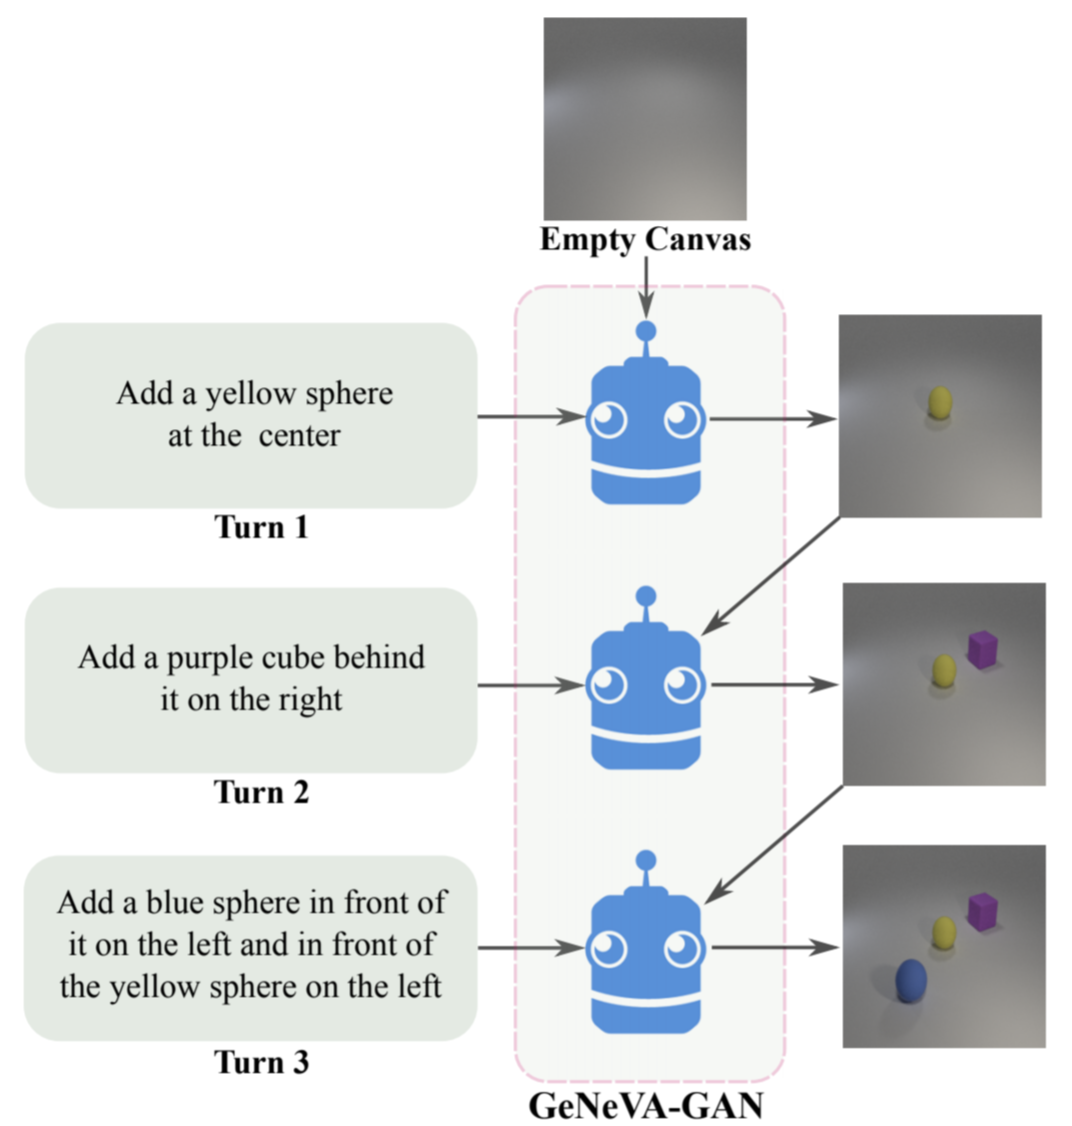 Empty Canvas
Add a yellow sphere
at the center
Turn 1
Add a purple cube behind
it on the right
Turn 2
Add a blue sphere in front of
it on the left and in front of
the yellow sphere on the left
Turn 3
GeNeVA-GAN